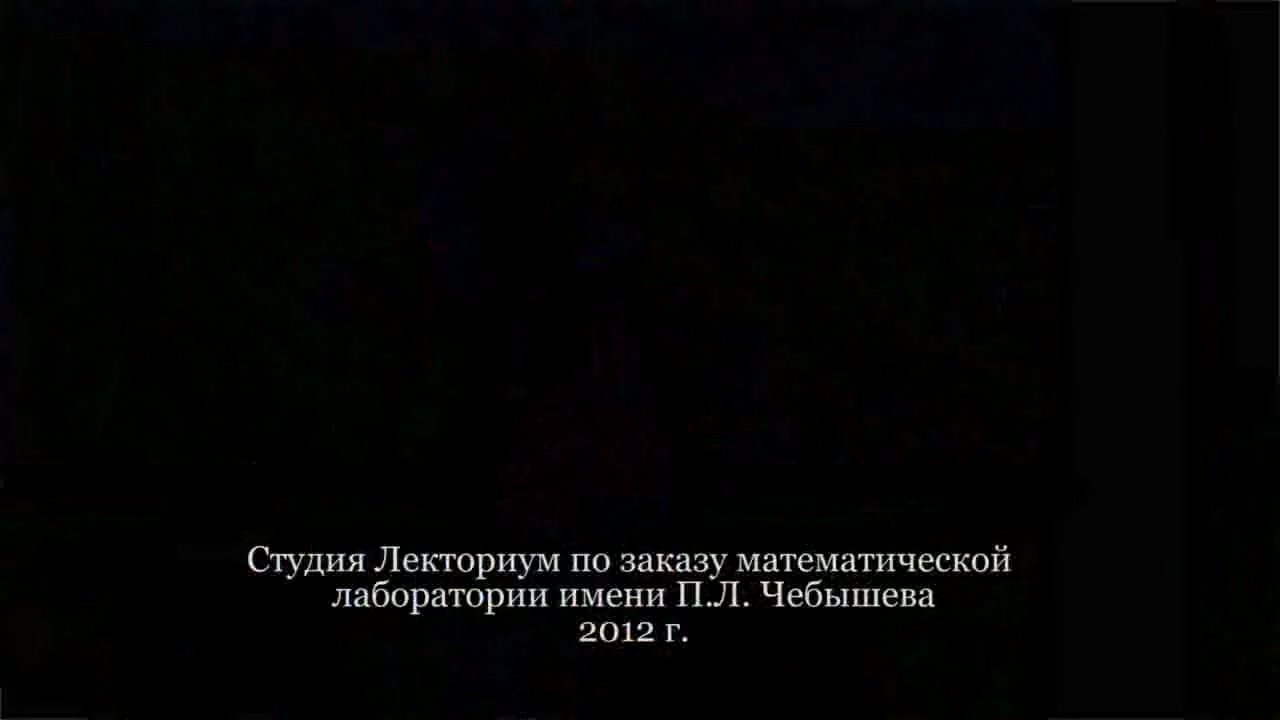 Студия Лекториум по заказу математической
лаборатории имени П.Л. Чебышева
2012 г.